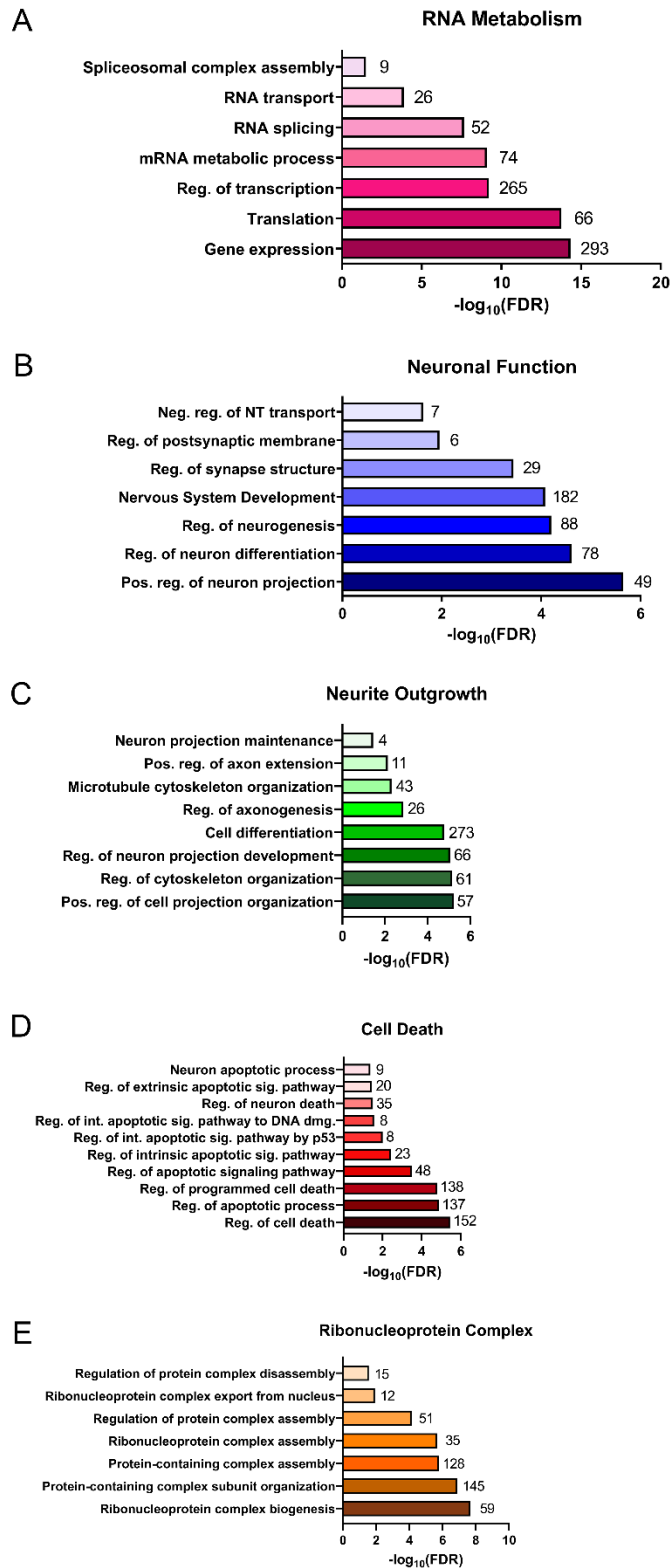 A
RNA Metabolism
Spliceosomal complex assembly 9
RNA transport 26
RNA splicing 52
mRNA metabolic process 74
Reg. of transcription 265
Translation 66
Gene expression 293
0 5 10 15 20
-log10(FDR)
B
Neuronal Function
Neg. reg. of NT transport 7
Reg. of postsynaptic membrane 6
Reg. of synapse structure 29
Nervous System Development 182
Reg. of neurogenesis 88
Reg. of neuron differentiation 78
Pos. reg. of neuron projection 49
0 2 4 6
-log10(FDR)
C
Neurite Outgrowth
Neuron projection maintenance 4
Pos. reg. of axon extension 11
Microtubule cytoskeleton organization 43
Reg. of axonogenesis 26
Cell differentiation 273
Reg. of neuron projection development 66
Reg. of cytoskeleton organization 61
Pos. reg. of cell projection organization 57
0 2 4 6
-log10(FDR)
D
Cell Death
Neuron apoptotic process 9
Reg. of extrinsic apoptotic sig. pathway 20
Reg. of neuron death 35
Reg. of int. apoptotic sig. pathway to DNA dmg. 8
Reg. of int. apoptotic sig. pathway by p53 8
Reg. of intrinsic apoptotic sig. pathway 23
Reg. of apoptotic signaling pathway 48
Reg. of programmed cell death 138
Reg. of apoptotic process 137
Reg. of cell death 152
0 2 4 6
-log10(FDR)
E
Ribonucleoprotein Complex
Regulation of protein complex disassembly 15
Ribonucleoprotein complex export from nucleus 12
Regulation of protein complex assembly 51
Ribonucleoprotein complex assembly 35
Protein-containing complex assembly 128
Protein-containing complex subunit organization 145
Ribonucleoprotein complex biogenesis 59
0 2 4 6 8 10
-log10(FDR)